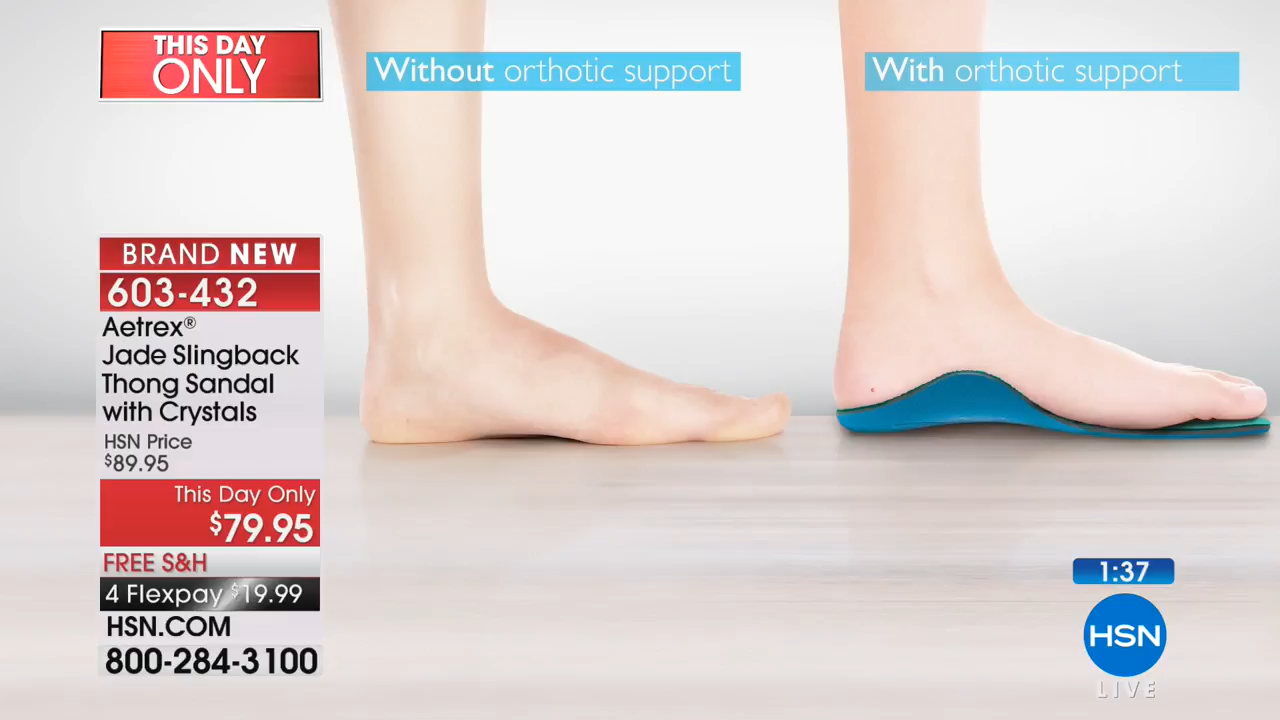 THIS DAY
ONLY
Without orthotic support
With orthotic support
BRAND NEW
603-432
Aetrex®
Jade Slingback
Thong Sandal
with Crystals
HSN Price
$89.95
This Day Only
$79.95
FREE S&H
4 Flexpay $19.99
HSN.COM
800-284-3100
1:37
HSN
LIVE